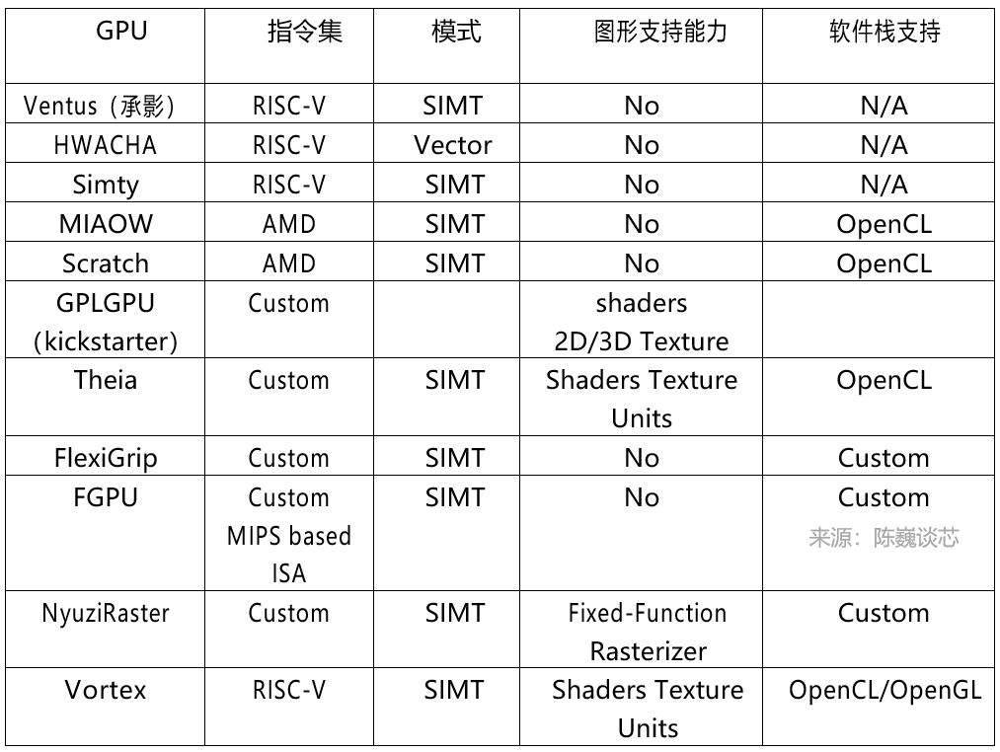 GPU 指令集 模式 图形支持能力 软件栈支持
Ventus（承影） RISC-V SIMT No N/A
HWACHA RISC-V Vector No N/A
Simty RISC-V SIMT No N/A
MIAOW AMD SIMT No OpenCL
Scratch AMD SIMT No OpenCL
GPLGPU Custom shaders
（kickstarter） 2D/3D Texture
Theia Custom SIMT Shaders Texture OpenCL
Units
FlexiGrip Custom SIMT No Custom
FGPU Custom SIMT No Custom
MIPS based 来源：陈巍谈芯
ISA
NyuziRaster Custom SIMT Fixed-Function Custom
Rasterizer
Vortex RISC-V SIMT Shaders Texture OpenCL/OpenGL
Units